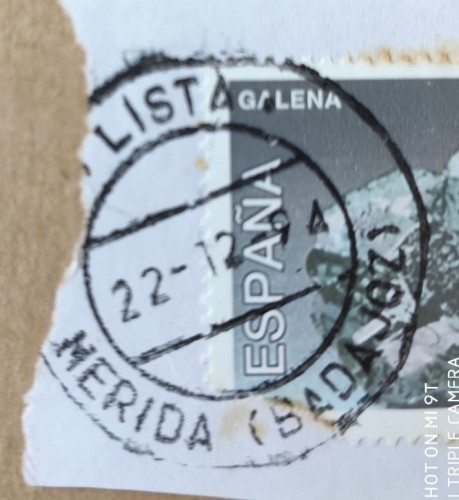 LISTA
GALENA
ESPAÑA
22-12-94
MERIDA (BADAJOZ)
SHOT ON MI 9T
AI TRIPLE CAMERA